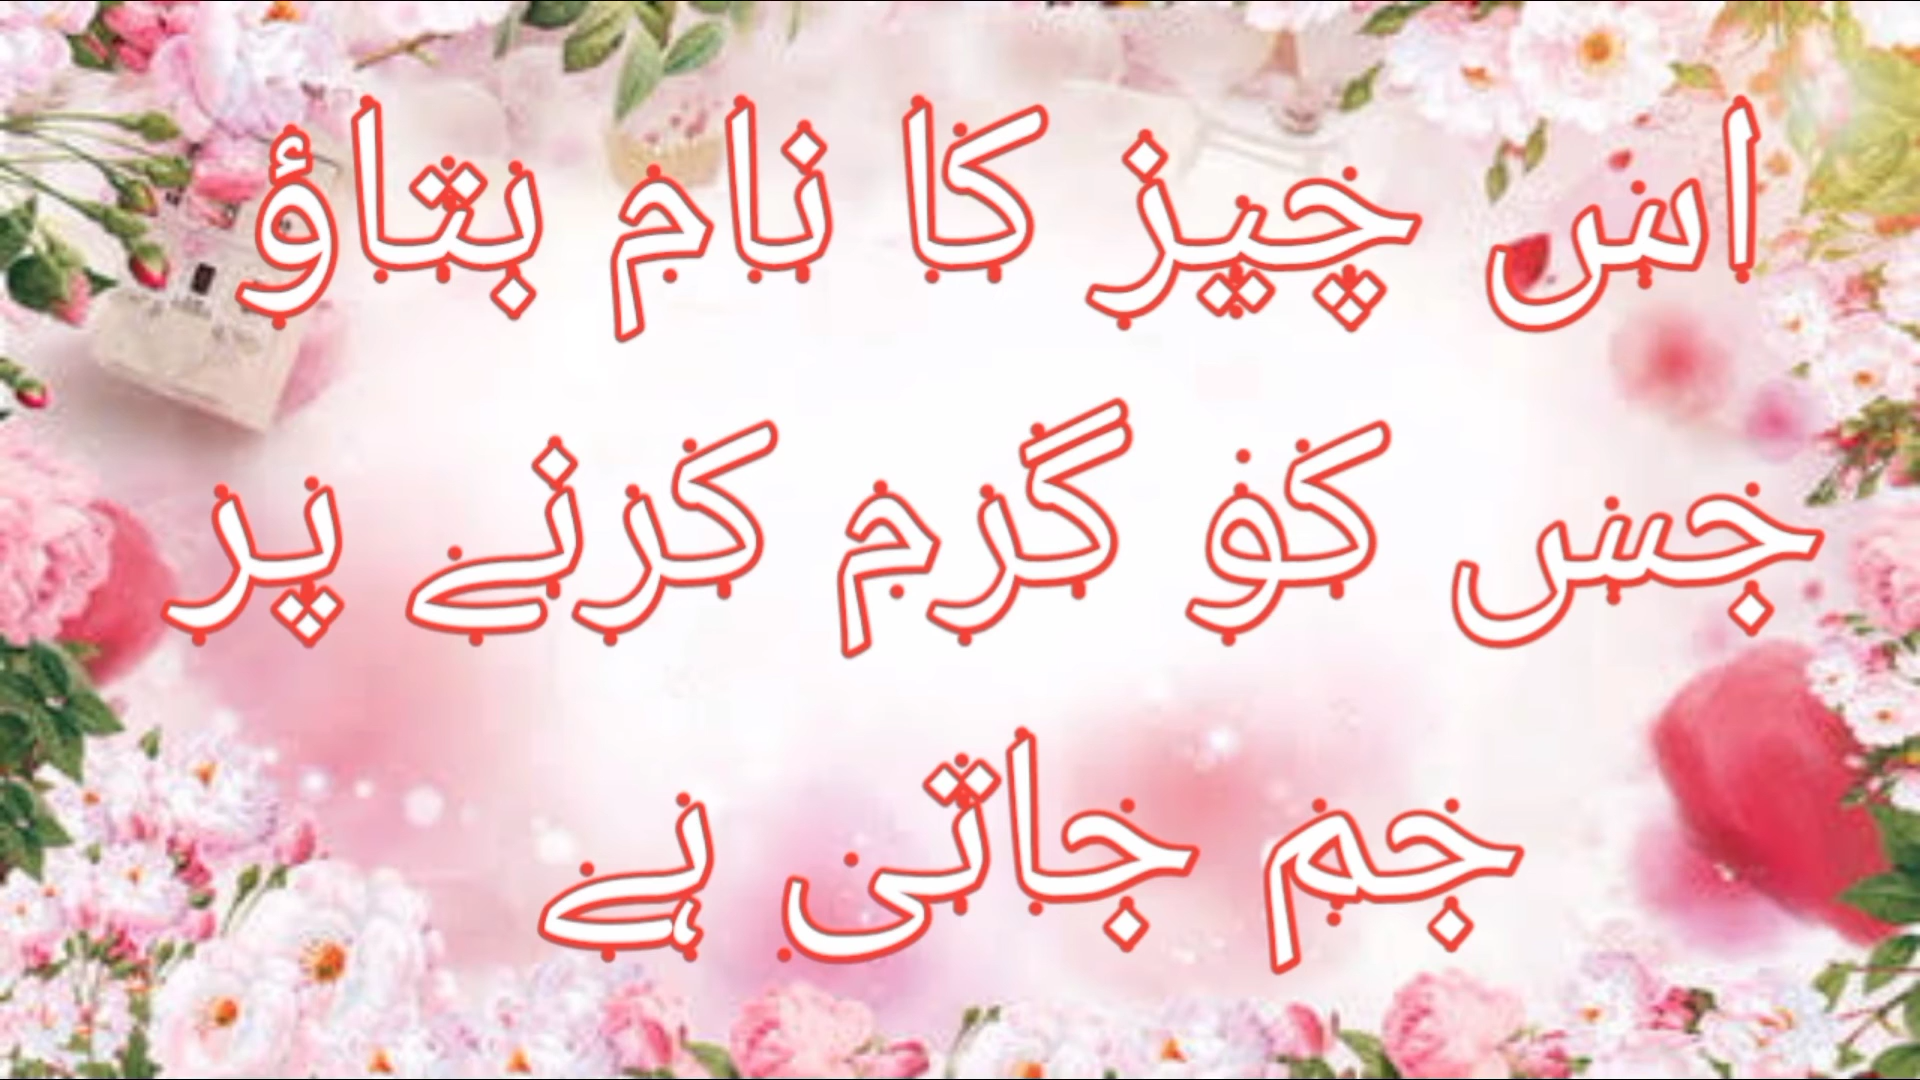 اس چیز کا نام بتاؤ
جس کو گرم کرنے پر
جم جاتی ہے